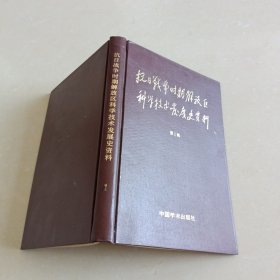 抗日战争时期解放区
科学技术发展史资料
中国学术出版社
抗日战争时期解放区科学技术发展史资料